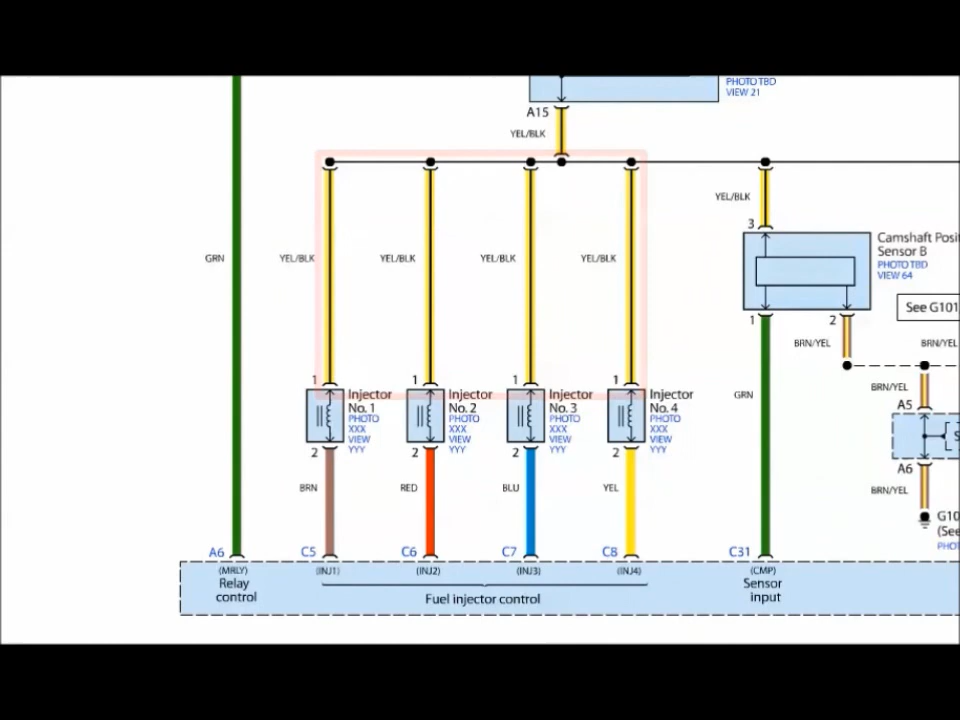 PHOTO TBD
VIEW 21
A15
YEL/BLK
YEL/BLK
3
Camshaft Posit
Sensor B
PHOTO TBD
VIEW 64
GRN
YEL/BLK
YEL/BLK
YEL/BLK
YEL/BLK
See G101
1
2
BRN/YEL
BRN/YEL
1
1
1
1
GRN
BRN/YEL
Injector
No. 1
PHOTO
XXX
VIEW
YYY
Injector
No. 2
PHOTO
XXX
VIEW
YYY
Injector
No. 3
PHOTO
XXX
VIEW
YYY
Injector
No. 4
PHOTO
XXX
VIEW
YYY
A5
S
2
2
2
2
A6
BRN
RED
BLU
YEL
BRN/YEL
G10
(See
PHOT
A6
C5
C6
C7
C8
C31
(MRLY)
(INJ1)
(INJ2)
(INJ3)
(INJ4)
(CMP)
Relay
control
Fuel injector control
Sensor
input